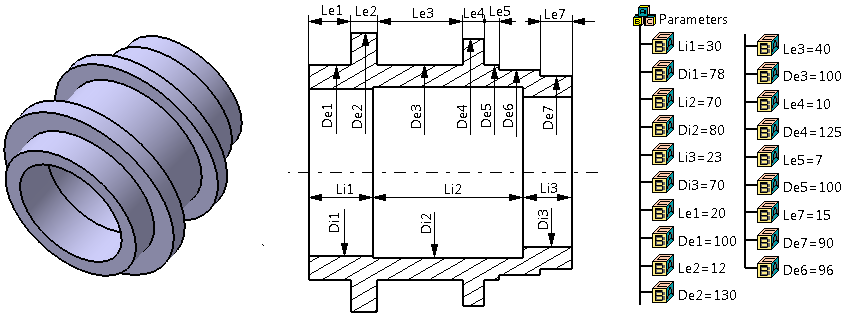 Le1 Le2 Le3 Le4 Le5 Le7
De1 De2 De3 De4 De5 De6 De7
Li1 Li2 Li3
Di1 Di2 Di3
Parameters
Li1=30
Di1=78
Li2=70
Di2=80
Li3=23
Di3=70
Le1=20
De1=100
Le2=12
De2=130
Le3=40
De3=100
Le4=10
De4=125
Le5=7
De5=100
Le7=15
De7=90
De6=96